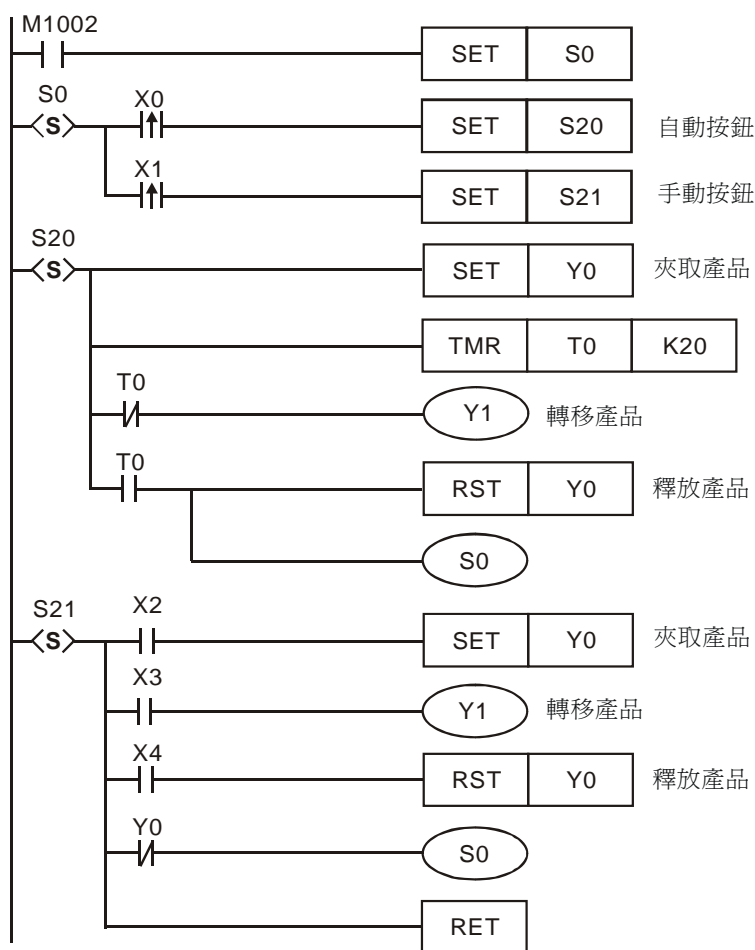 M1002
SET S0
S0
S
X0
SET S20 自動按鈕
X1
SET S21 手動按鈕
S20
S
SET Y0 夾取產品
TMR T0 K20
T0
Y1 轉移產品
T0
RST Y0 釋放產品
S0
S21
S
X2
SET Y0 夾取產品
X3
Y1 轉移產品
X4
RST Y0 釋放產品
Y0
S0
RET